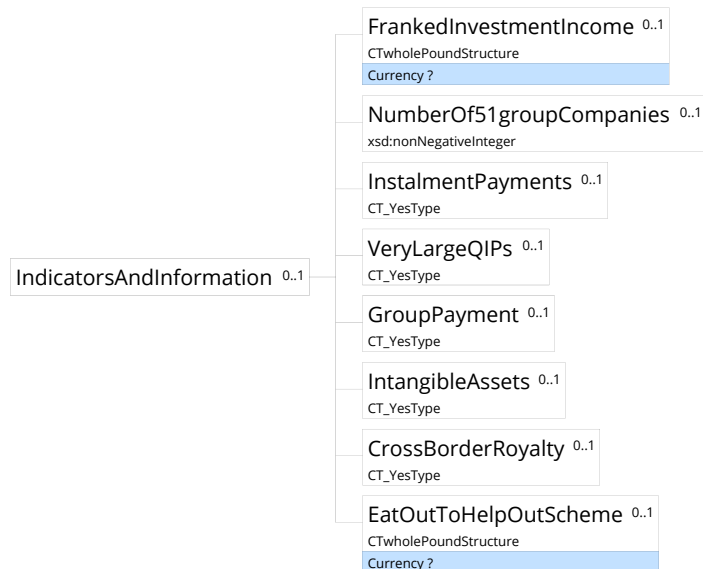 FrankedInvestmentIncome 0..1
CTwholePoundStructure
Currency ?
NumberOf51groupCompanies 0..1
xsd:nonNegativeInteger
InstalmentPayments 0..1
CT_YesType
VeryLargeQIPs 0..1
CT_YesType
IndicatorsAndInformation 0..1
GroupPayment 0..1
CT_YesType
IntangibleAssets 0..1
CT_YesType
CrossBorderRoyalty 0..1
CT_YesType
EatOutToHelpOutScheme 0..1
CTwholePoundStructure
Currency ?